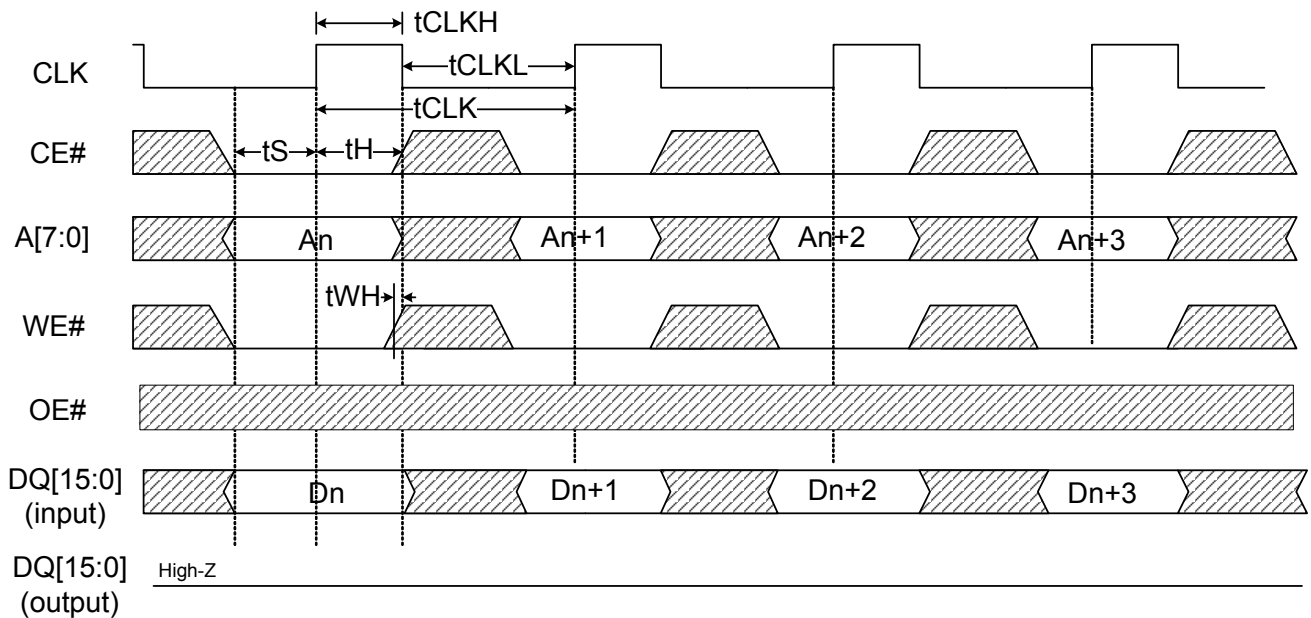 tCLKH
CLK
tCLKL
tCLK
CE#
tS
tH
A[7:0]
An
An+1
An+2
An+3
tWH
WE#
OE#
DQ[15:0]
(input)
Dn
Dn+1
Dn+2
Dn+3
DQ[15:0]
(output)
High-Z